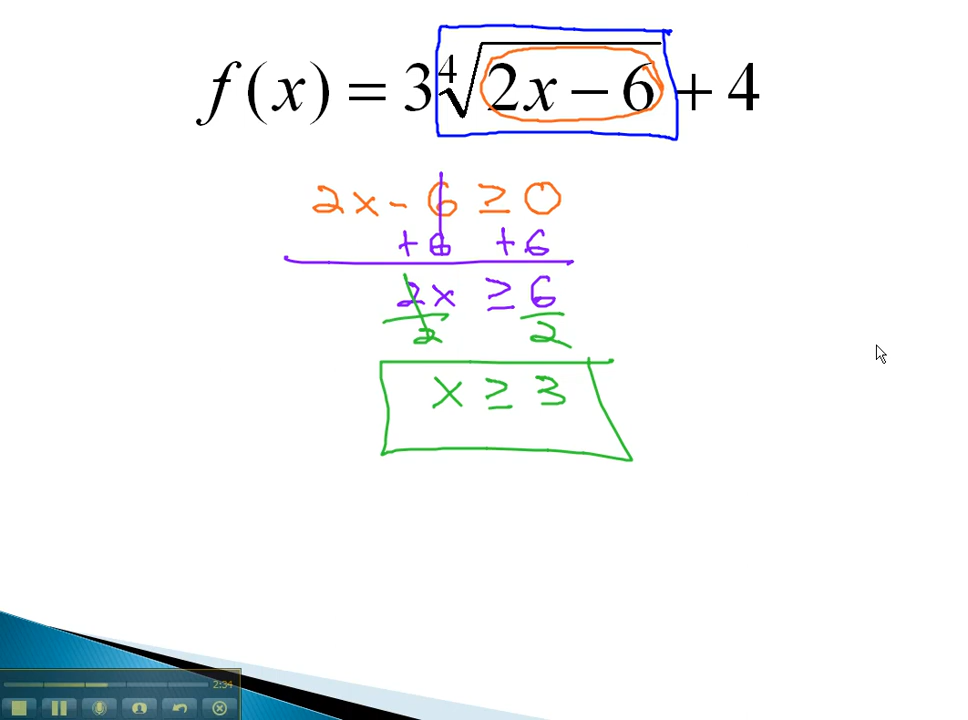 f(x) = 3∜2x − 6 + 4
2x - 6 ≥ 0
+6 +6
2x ≥ 6
2 2
x ≥ 3
2:34